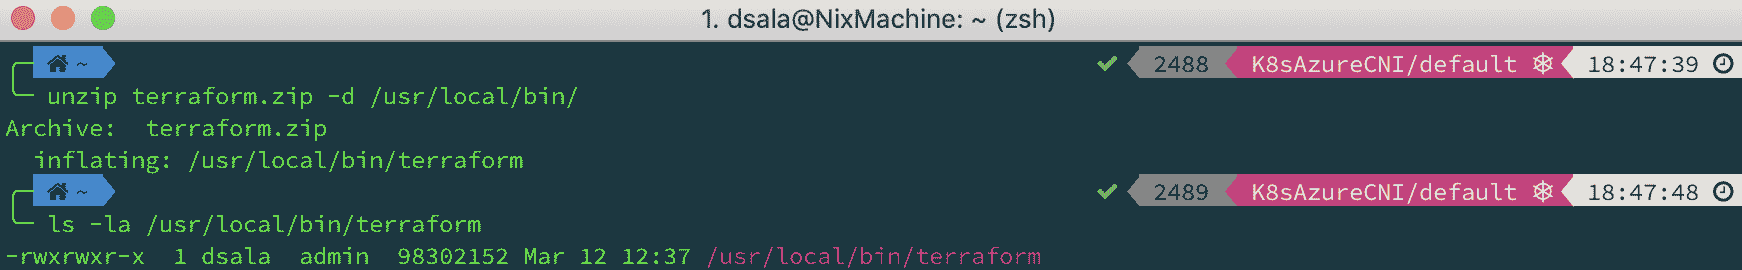 1. dsala@NixMachine: ~ (zsh)
~ 2488 K8sAzureCNI/default 18:47:39
unzip terraform.zip -d /usr/local/bin/
Archive:  terraform.zip
  inflating: /usr/local/bin/terraform
~ 2489 K8sAzureCNI/default 18:47:48
ls -la /usr/local/bin/terraform
-rwxrwxr-x  1 dsala  admin  98302152 Mar 12 12:37 /usr/local/bin/terraform